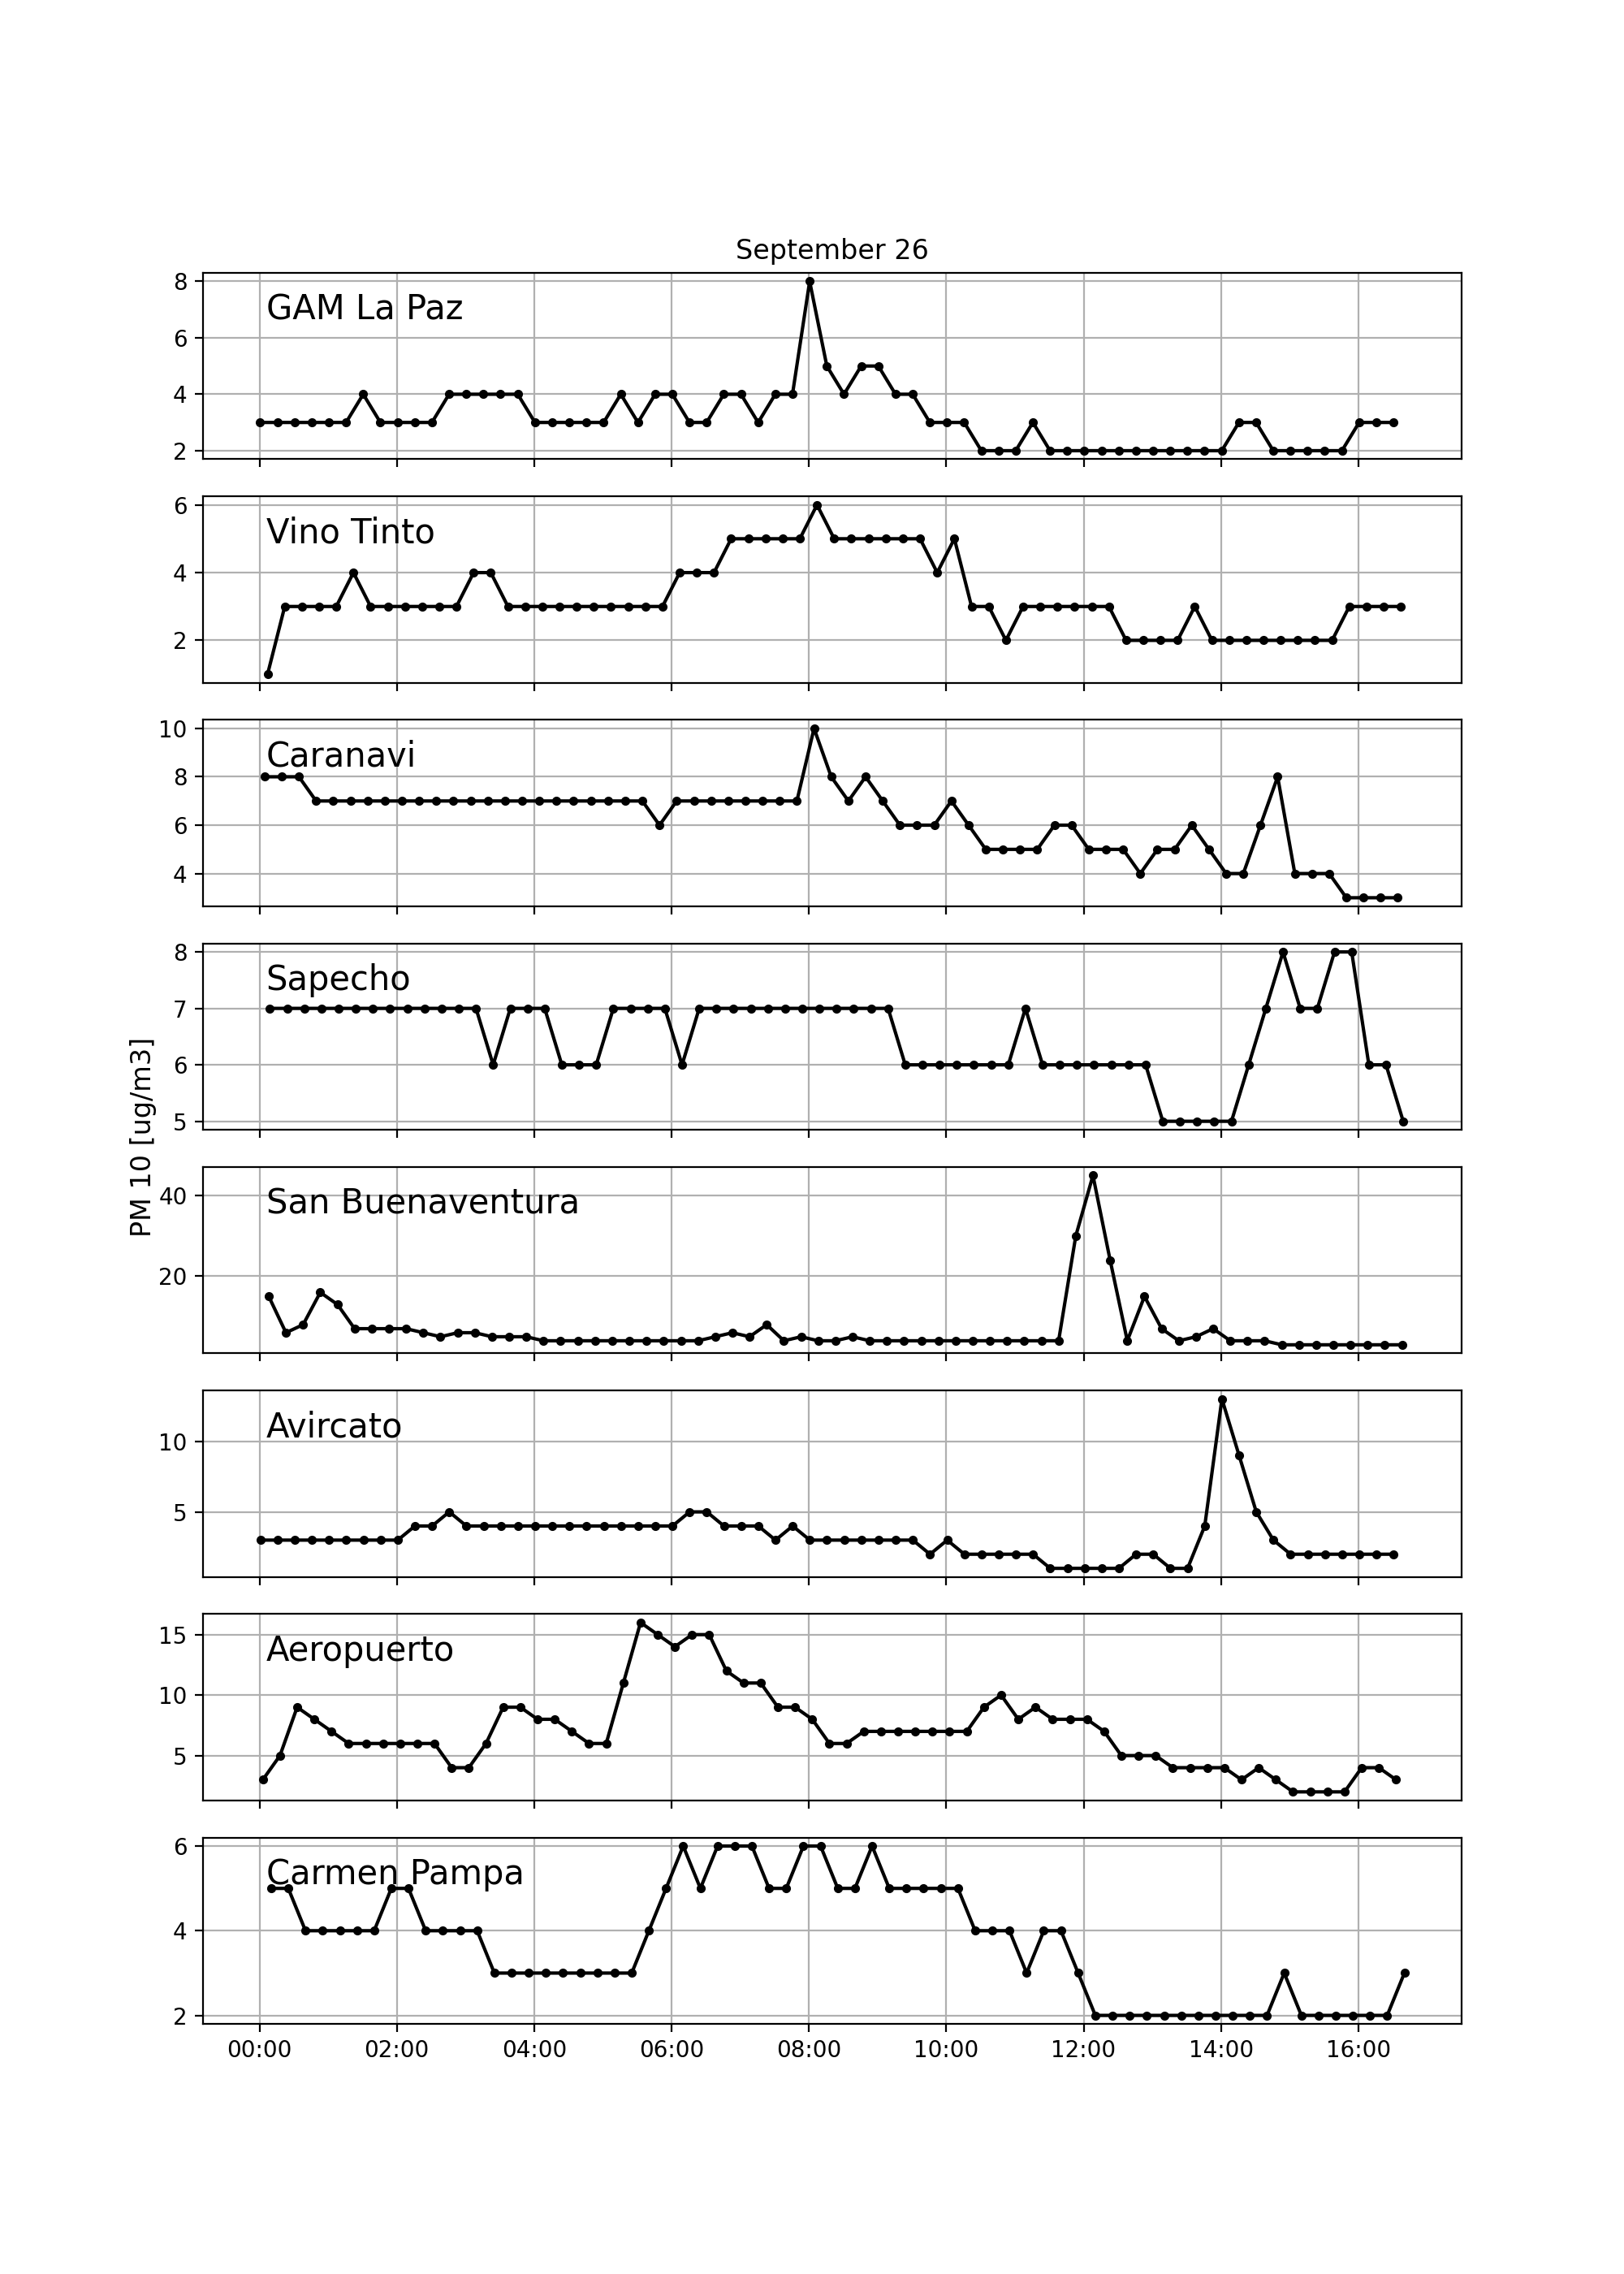 September 26
PM 10 [ug/m3]
GAM La Paz
8
6
4
2
Vino Tinto
6
4
2
Caranavi
10
8
6
4
Sapecho
8
7
6
5
San Buenaventura
40
20
Avircato
10
5
Aeropuerto
15
10
5
Carmen Pampa
6
4
2
00:00 02:00 04:00 06:00 08:00 10:00 12:00 14:00 16:00